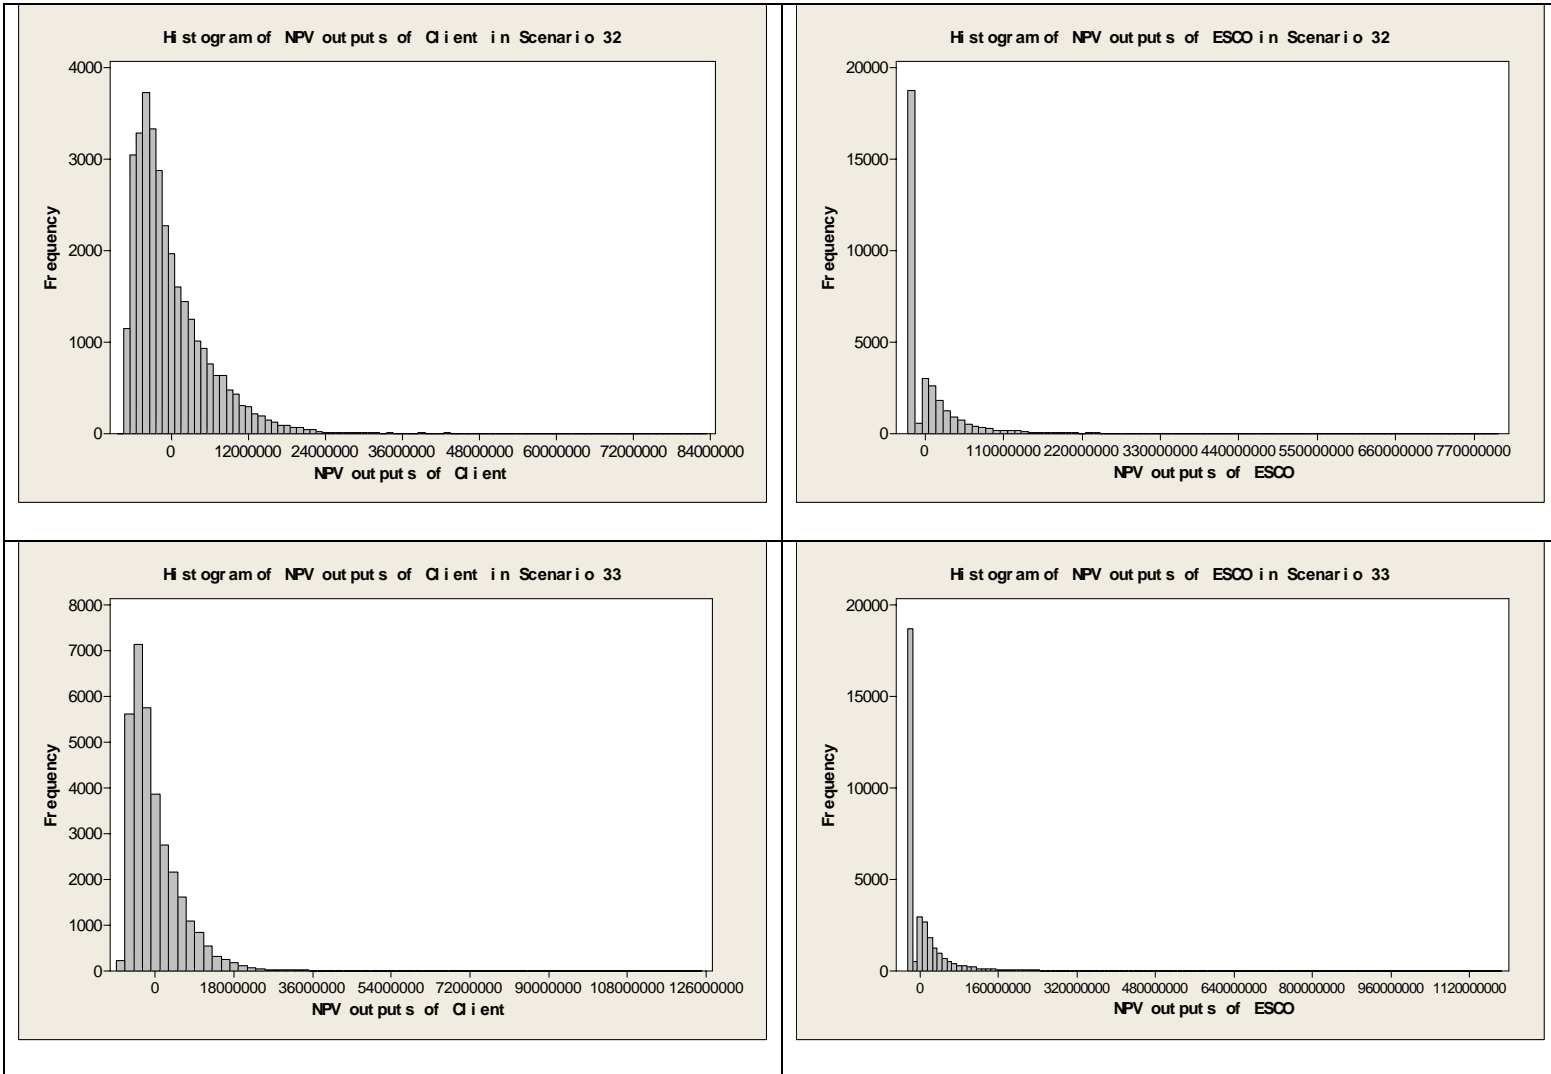 Histogram of NPV outputs of Client in Scenario 32
4000
3000
2000
1000
0
Frequency
0 12000000 24000000 36000000 48000000 60000000 72000000 84000000
NPV outputs of Client
Histogram of NPV outputs of ESCO in Scenario 32
20000
15000
10000
5000
0
Frequency
0 110000000 220000000 330000000 440000000 550000000 660000000 770000000
NPV outputs of ESCO
Histogram of NPV outputs of Client in Scenario 33
8000
7000
6000
5000
4000
3000
2000
1000
0
Frequency
0 18000000 36000000 54000000 72000000 90000000 108000000 126000000
NPV outputs of Client
Histogram of NPV outputs of ESCO in Scenario 33
20000
15000
10000
5000
0
Frequency
0 160000000 320000000 480000000 640000000 800000000 960000000 1120000000
NPV outputs of ESCO